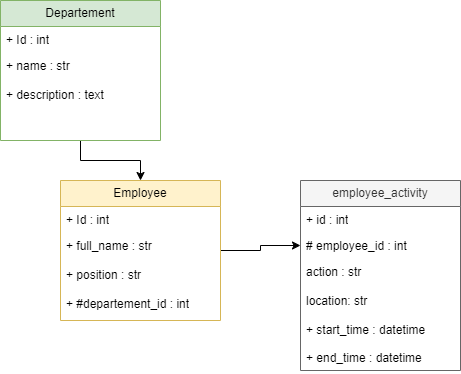 Departement
+ Id : int
+ name : str
+ description : text
Employee
+ Id : int
+ full_name : str
+ position : str
+ #departement_id : int
employee_activity
+ id : int
# employee_id : int
action : str
location: str
+ start_time : datetime
+ end_time : datetime